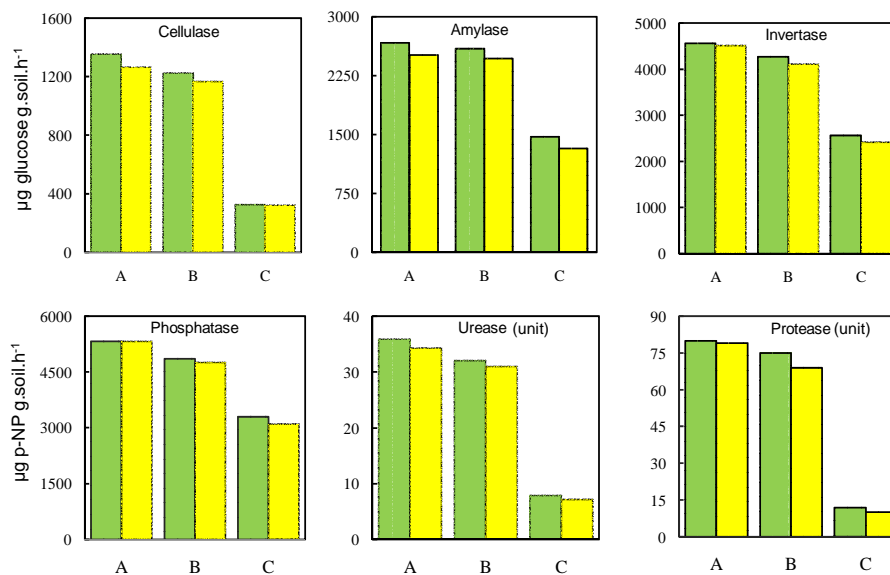 Cellulase
1600
1200
800
400
0
A B C
µg glucose g.soil.h⁻¹
Amylase
3000
2250
1500
750
0
A B C
Invertase
5000
4000
3000
2000
1000
0
A B C
Phosphatase
6000
4500
3000
1500
0
A B C
µg p-NP g.soil.h⁻¹
Urease (unit)
40
30
20
10
0
A B C
Protease (unit)
90
75
60
45
30
15
0
A B C